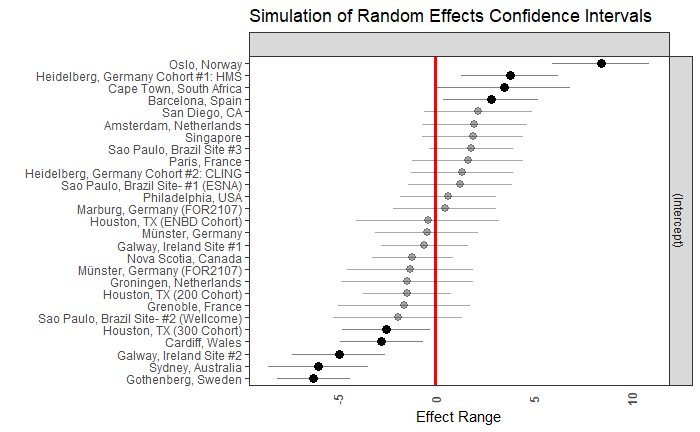 Simulation of Random Effects Confidence Intervals
Oslo, Norway
Heidelberg, Germany Cohort #1: HMS
Cape Town, South Africa
Barcelona, Spain
San Diego, CA
Amsterdam, Netherlands
Singapore
Sao Paulo, Brazil Site #3
Paris, France
Heidelberg, Germany Cohort #2: CLING
Sao Paulo, Brazil Site- #1 (ESNA)
Philadelphia, USA
Marburg, Germany (FOR2107)
Houston, TX (ENBD Cohort)
Münster, Germany
Galway, Ireland Site #1
Nova Scotia, Canada
Münster, Germany (FOR2107)
Groningen, Netherlands
Houston, TX (200 Cohort)
Grenoble, France
Sao Paulo, Brazil Site- #2 (Wellcome)
Houston, TX (300 Cohort)
Cardiff, Wales
Galway, Ireland Site #2
Sydney, Australia
Gothenberg, Sweden
(Intercept)
-5
0
5
10
Effect Range